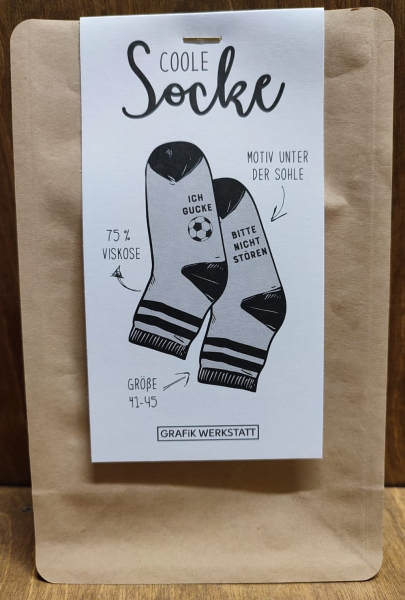 COOLE
Socke
MOTIV UNTER
DER SOHLE
ICH
GUCKE
BITTE
NICHT
STÖREN
75 %
VISKOSE
GRÖßE
41-45
GRAFiK WERKSTATT